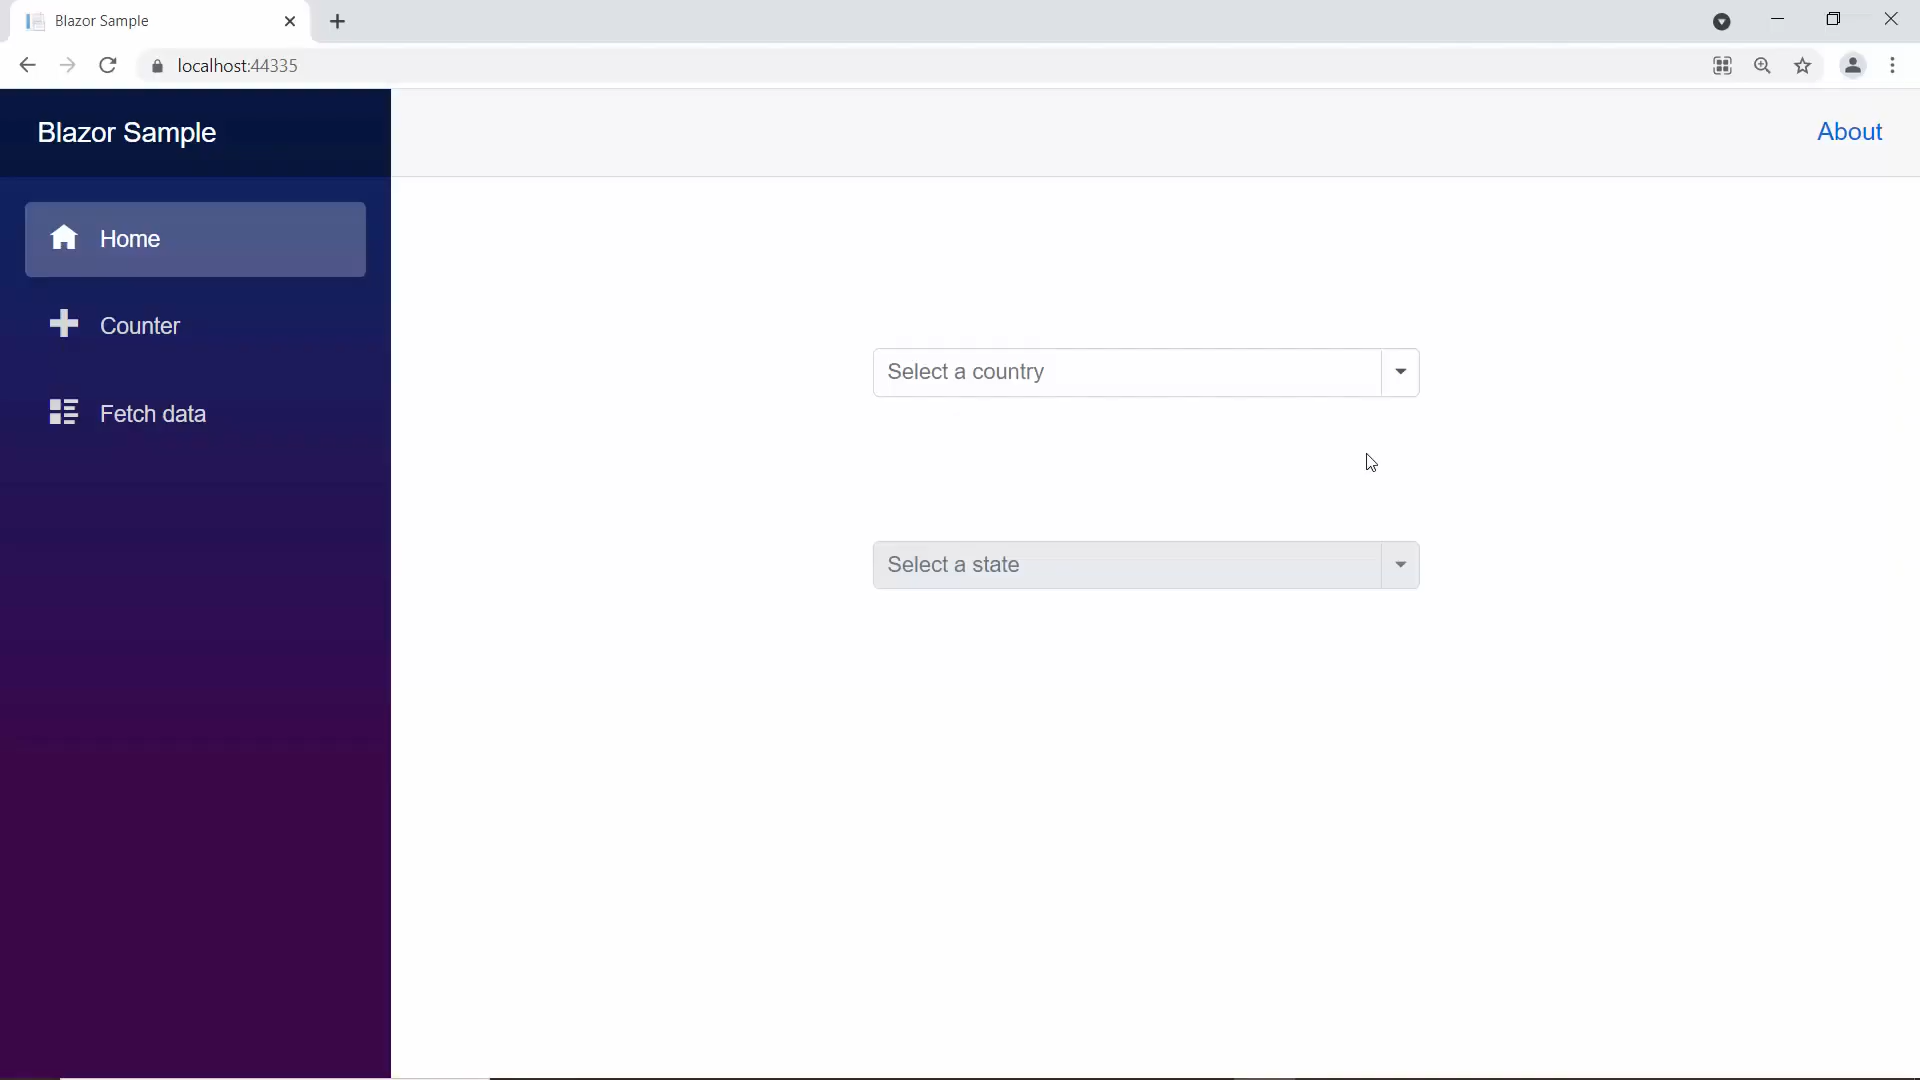 Blazor Sample
localhost:44335
Blazor Sample
About
Home
Counter
Fetch data
Select a country
Select a state